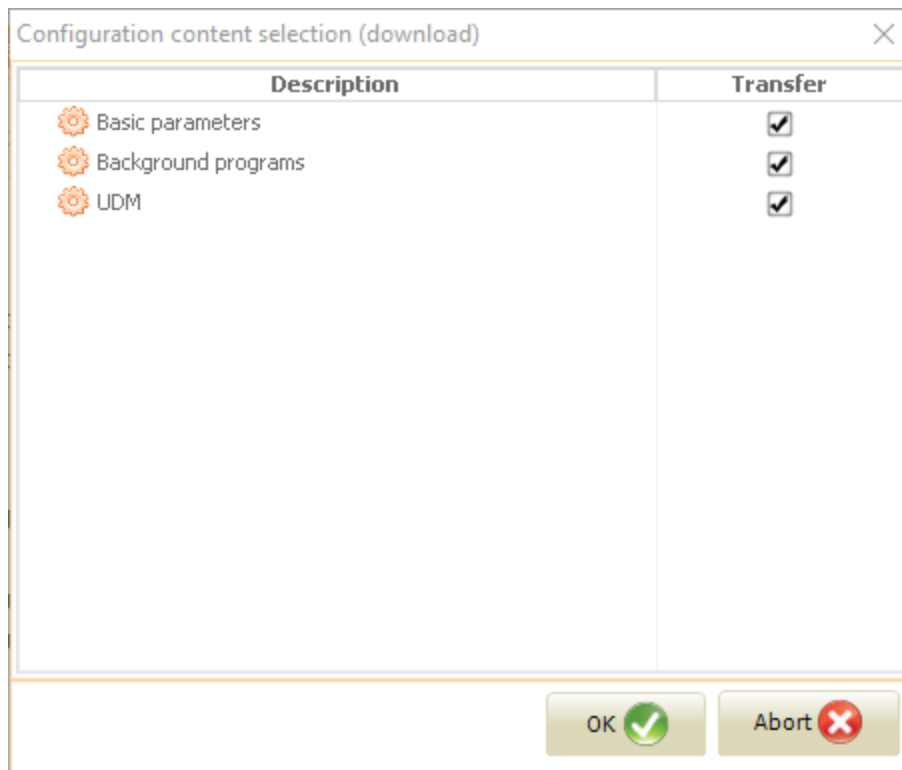 Configuration content selection (download)
Description Transfer
Basic parameters
Background programs
UDM
OK Abort